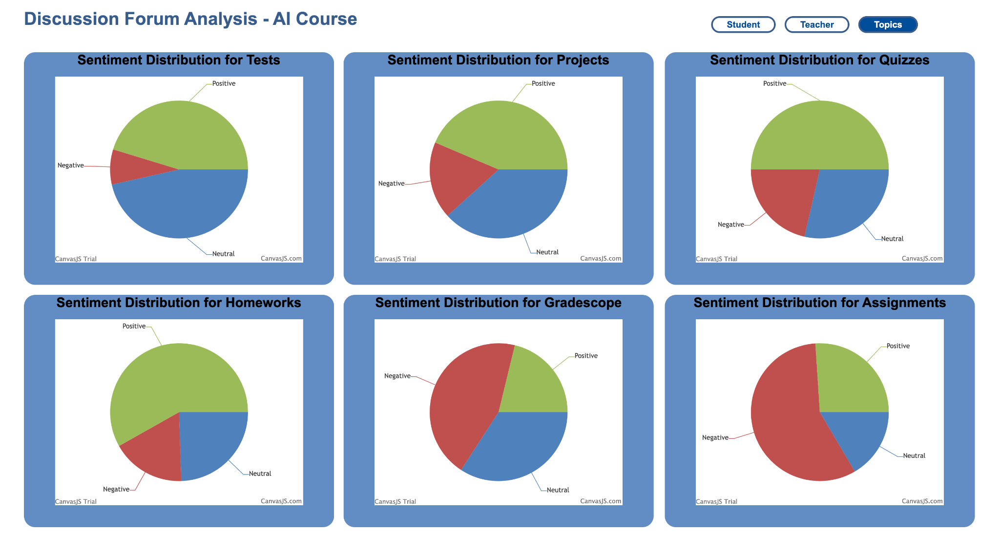 Discussion Forum Analysis - AI Course
Student
Teacher
Topics
Sentiment Distribution for Tests
Positive
Negative
Neutral
CanvasJS Trial
CanvasJS.com
Sentiment Distribution for Projects
Positive
Negative
Neutral
CanvasJS Trial
CanvasJS.com
Sentiment Distribution for Quizzes
Positive
Negative
Neutral
CanvasJS Trial
CanvasJS.com
Sentiment Distribution for Homeworks
Positive
Neutral
Negative
CanvasJS Trial
CanvasJS.com
Sentiment Distribution for Gradescope
Positive
Negative
Neutral
CanvasJS Trial
CanvasJS.com
Sentiment Distribution for Assignments
Positive
Negative
Neutral
CanvasJS Trial
CanvasJS.com